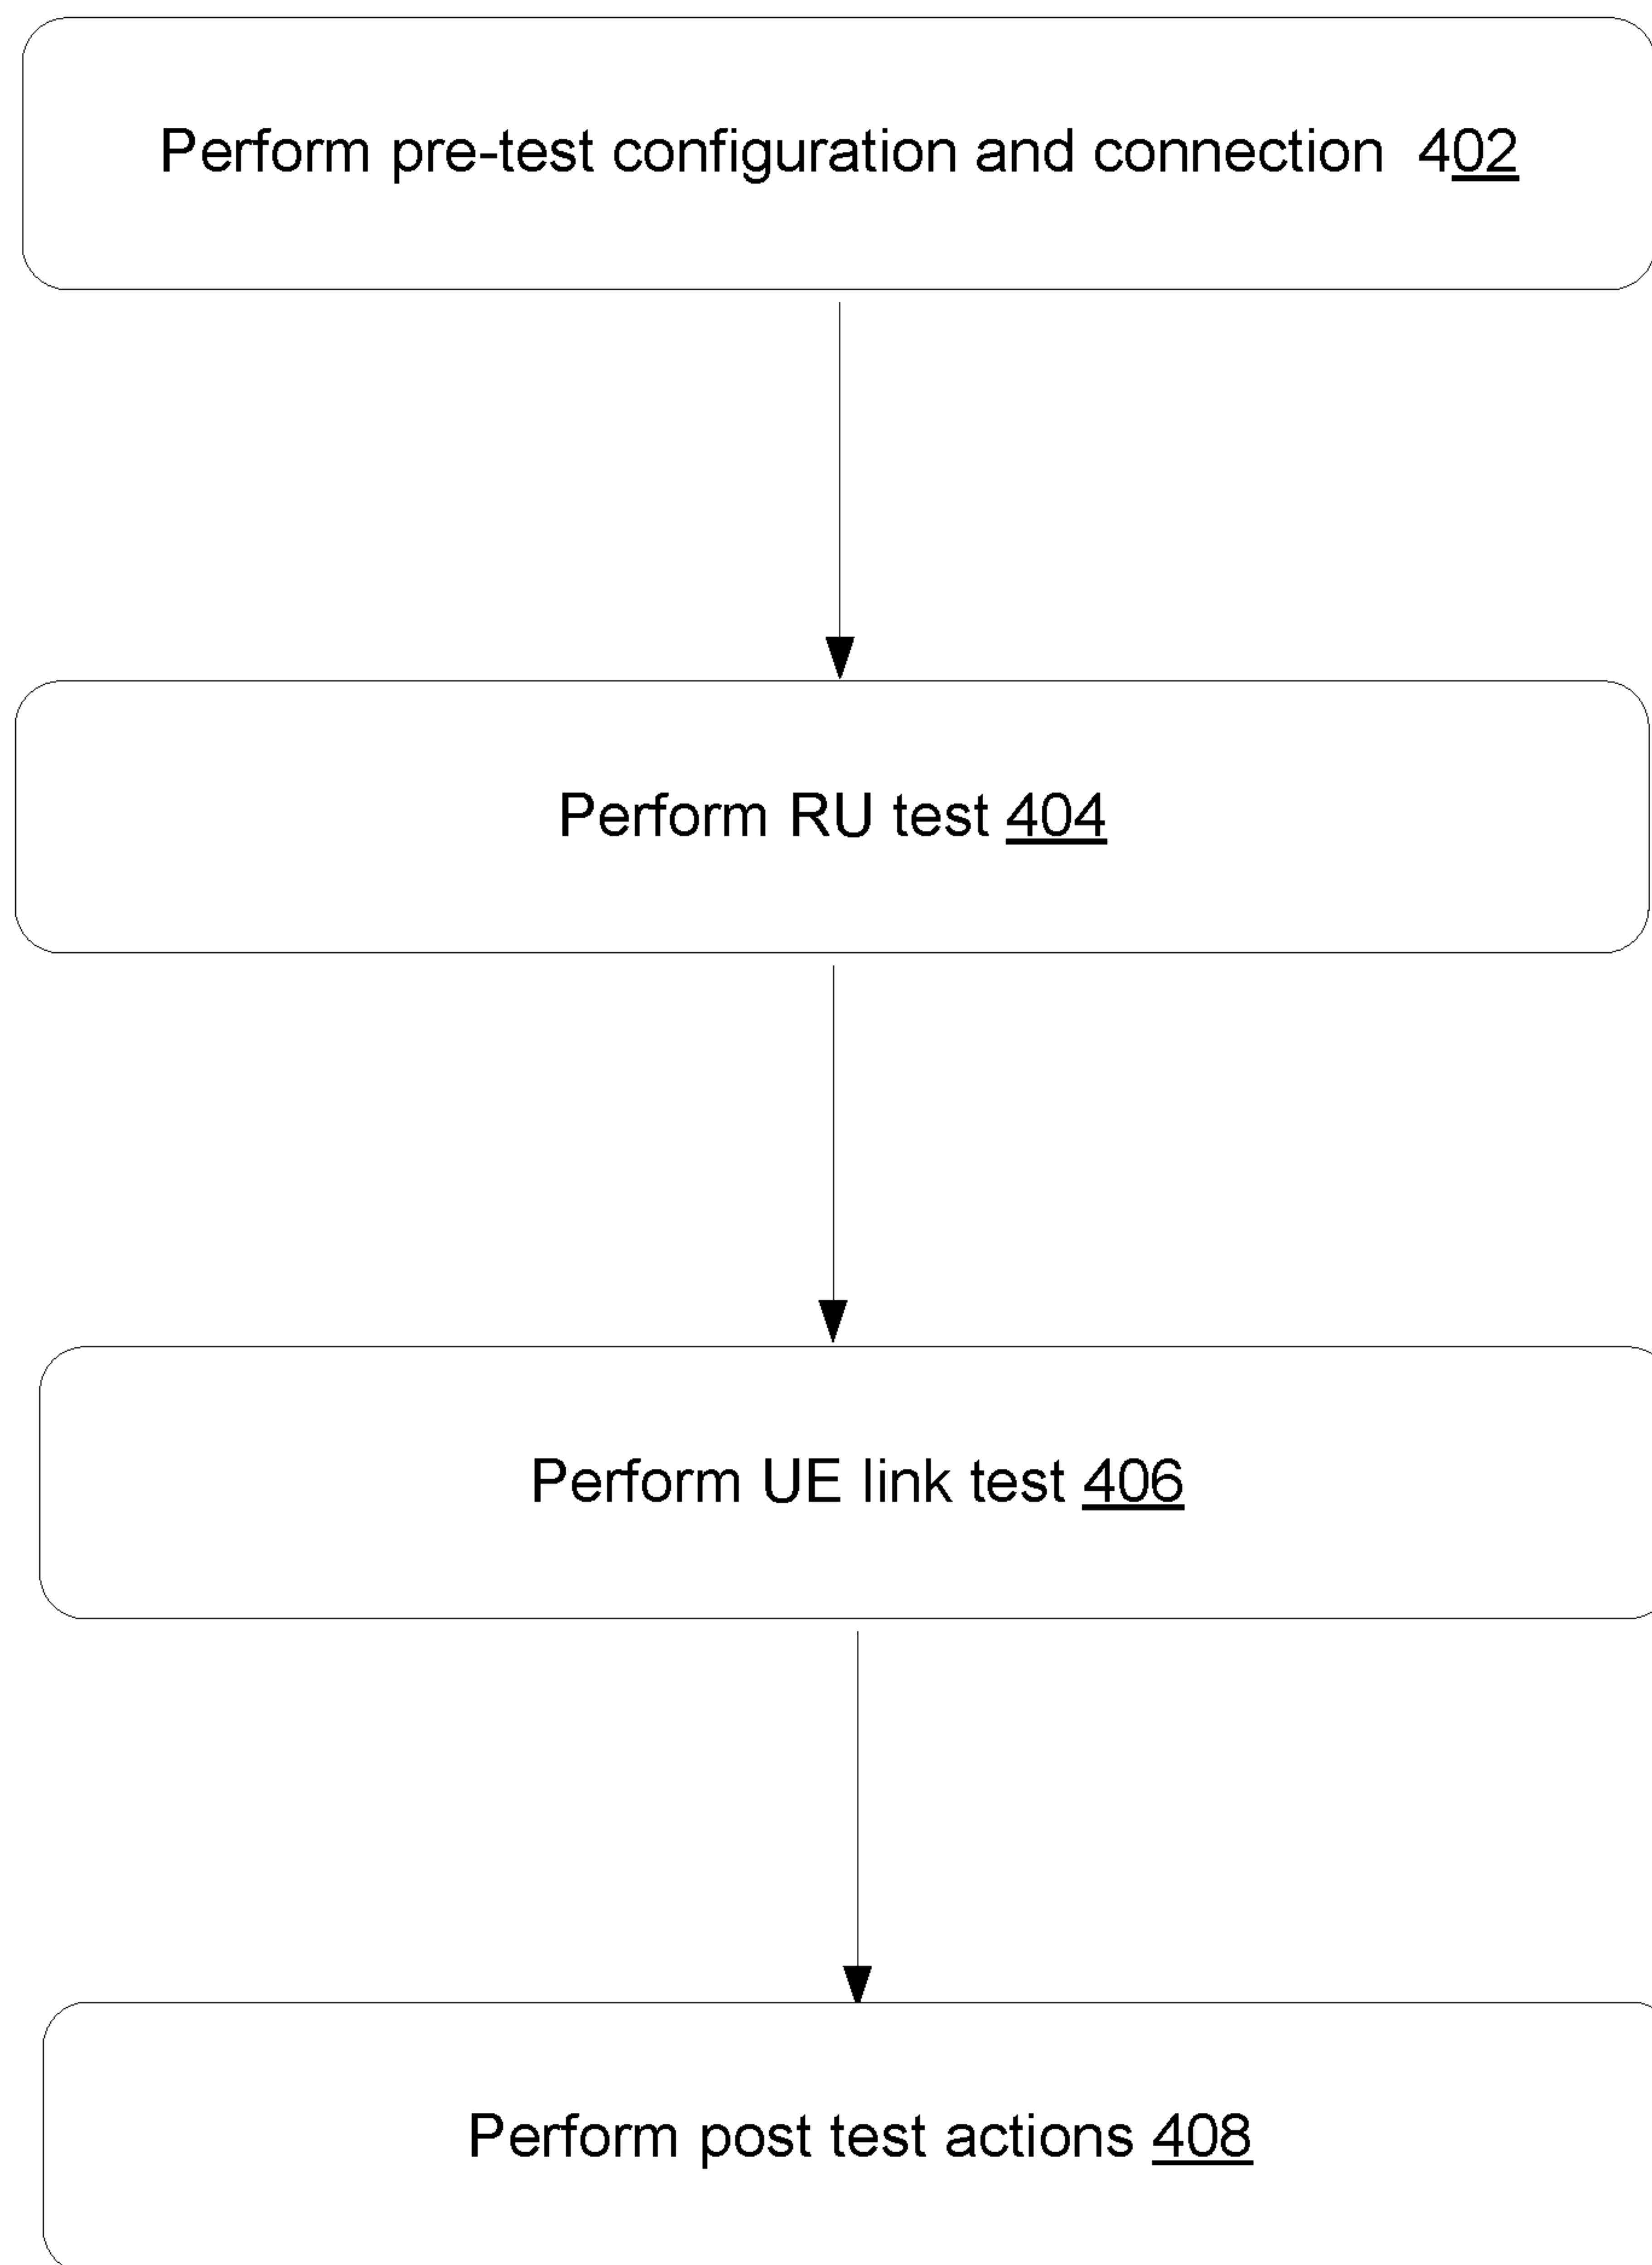 Perform pre-test configuration and connection 402
Perform RU test 404
Perform UE link test 406
Perform post test actions 408